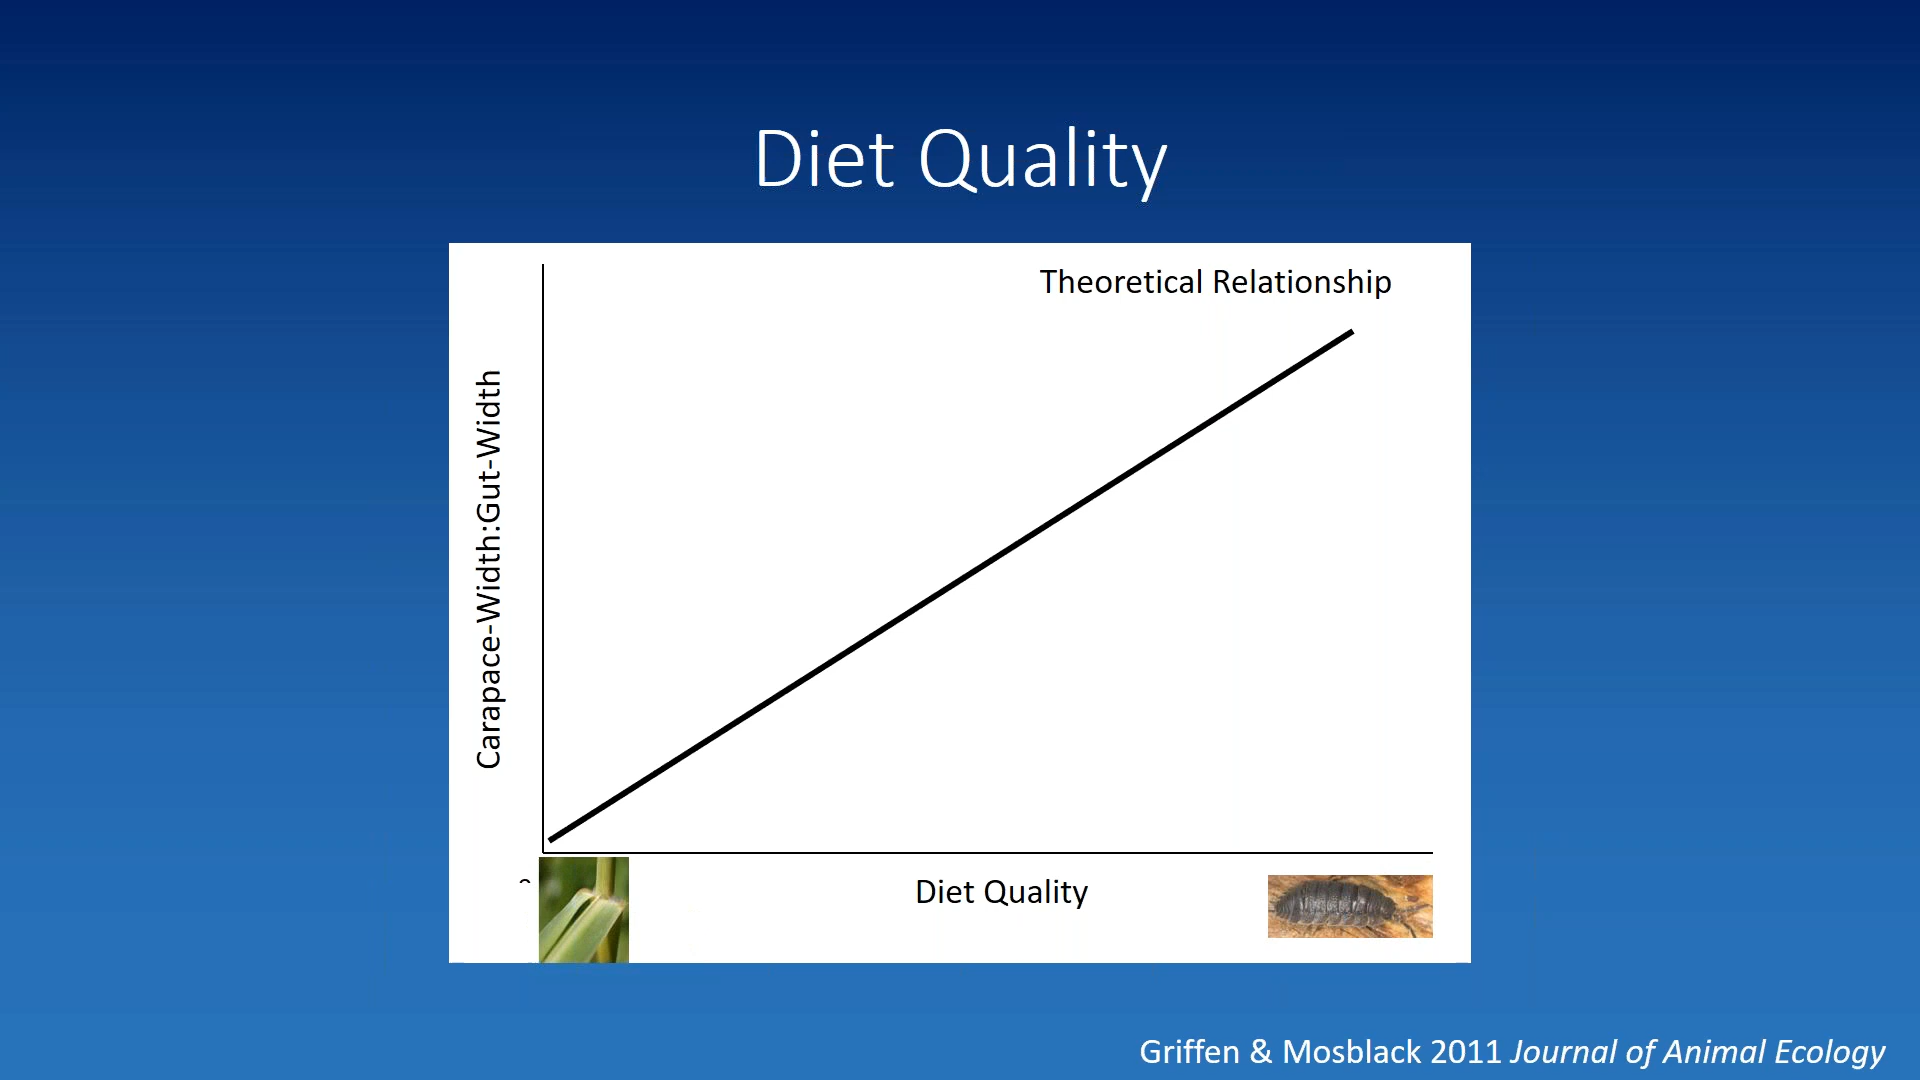 Diet Quality
Theoretical Relationship
Carapace-Width:Gut-Width
Diet Quality
Griffen & Mosblack 2011 Journal of Animal Ecology